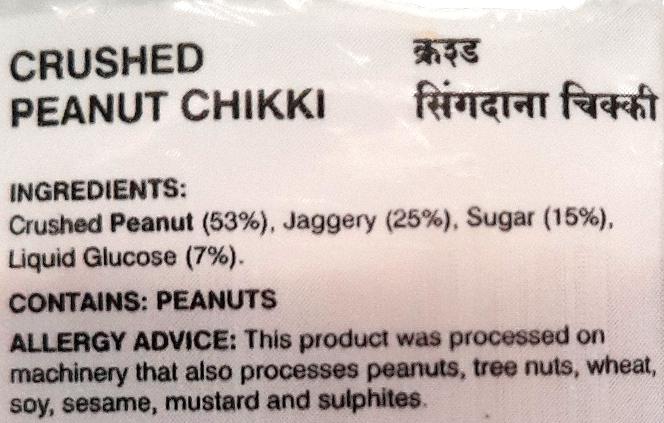 CRUSHED
PEANUT CHIKKI
क्रश्ड
सिंगदाना चिक्की
INGREDIENTS:
Crushed Peanut (53%), Jaggery (25%), Sugar (15%),
Liquid Glucose (7%).
CONTAINS: PEANUTS
ALLERGY ADVICE: This product was processed on
machinery that also processes peanuts, tree nuts, wheat,
soy, sesame, mustard and sulphites.